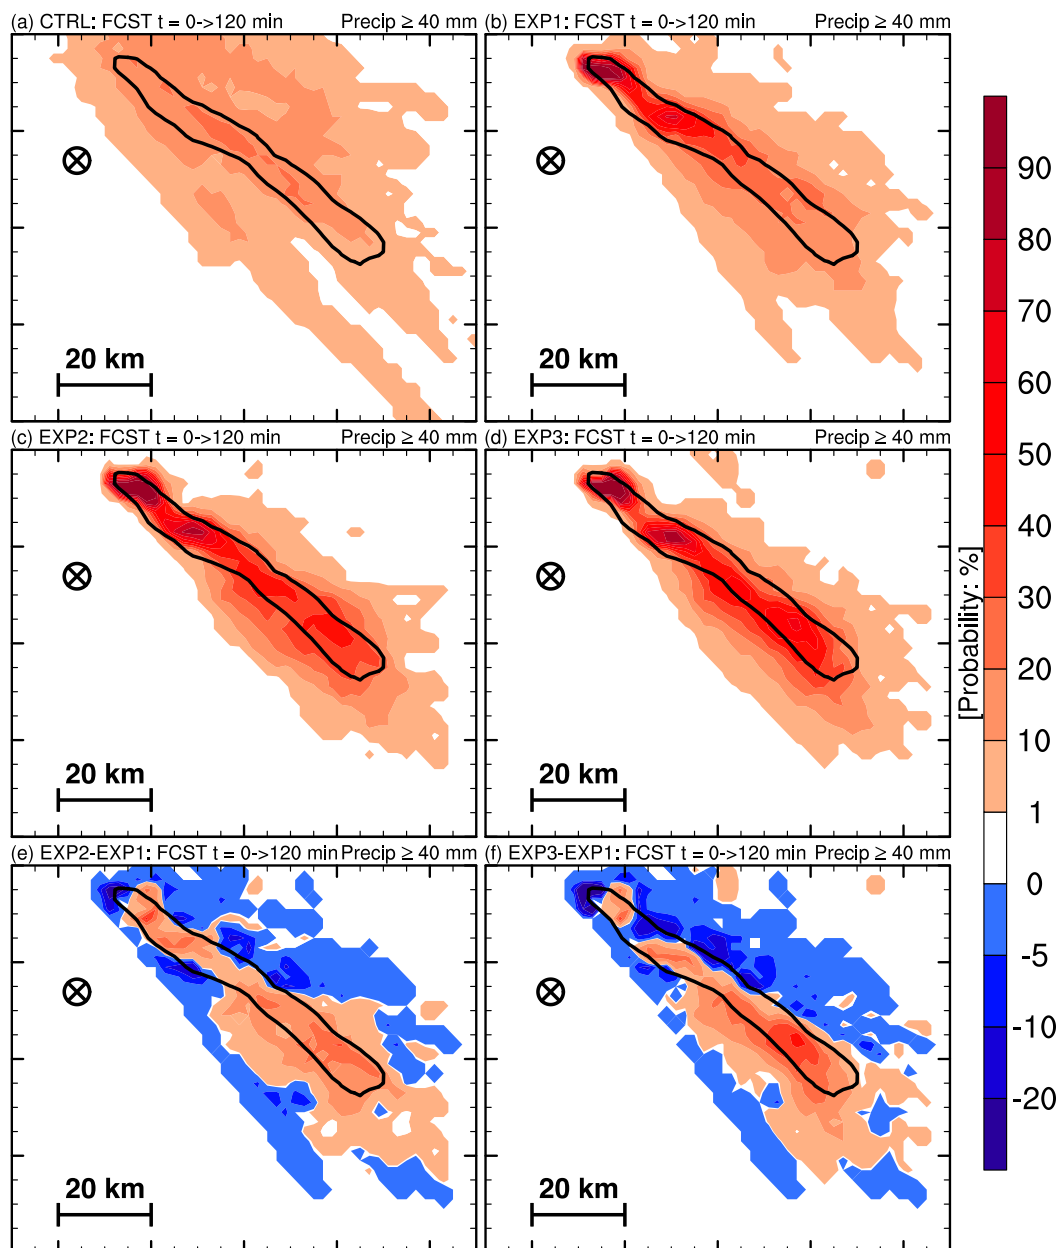 (a) CTRL: FCST t = 0->120 min Precip ≥ 40 mm
20 km
(b) EXP1: FCST t = 0->120 min Precip ≥ 40 mm
20 km
(c) EXP2: FCST t = 0->120 min Precip ≥ 40 mm
20 km
(d) EXP3: FCST t = 0->120 min Precip ≥ 40 mm
20 km
(e) EXP2-EXP1: FCST t = 0->120 min Precip ≥ 40 mm
20 km
(f) EXP3-EXP1: FCST t = 0->120 min Precip ≥ 40 mm
20 km
90
80
70
60
50
40
30
20
10
1
0
-5
-10
-20
[Probability: %]